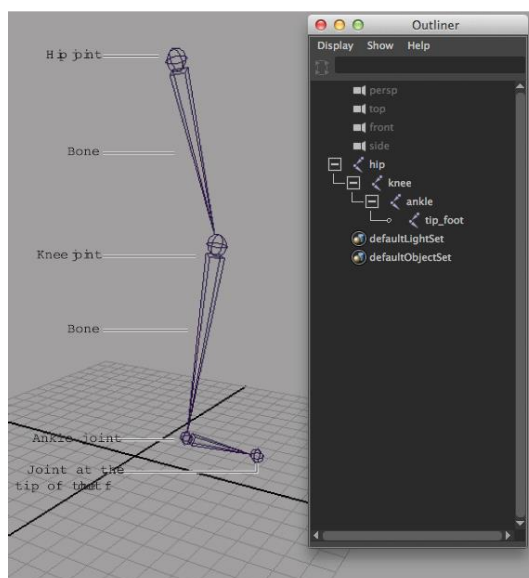 Outliner
Display Show Help
persp
top
front
side
hip
knee
ankle
tip_foot
defaultLightSet
defaultObjectSet
Hip joint
Bone
Knee joint
Bone
Ankle joint
Joint at the
tip of